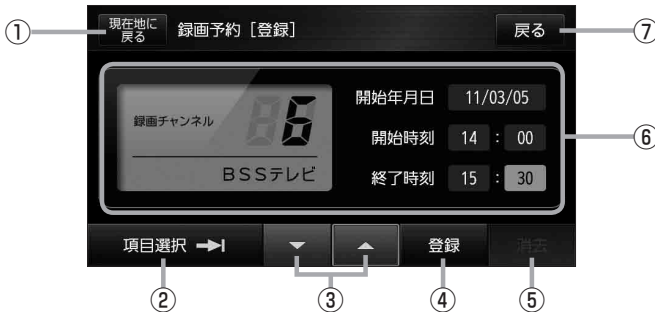 ①
現在地に
戻る
録画予約［登録］
戻る
⑦
録画チャンネル
6
BSSテレビ
開始年月日 11/03/05
開始時刻 14 : 00
終了時刻 15 : 30
⑥
項目選択
▼
▲
登録
消去
②
③
④
⑤